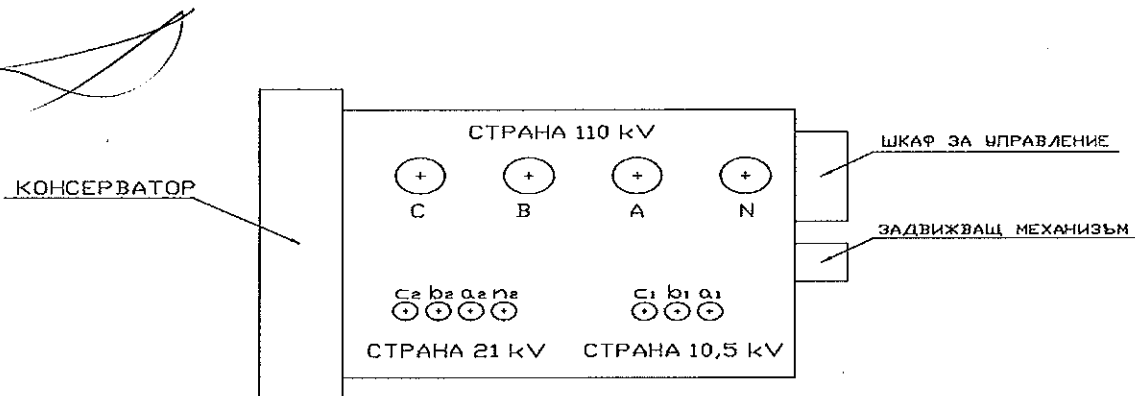 СТРАНА 110 kV
ШКАФ ЗА УПРАВЛЕНИЕ
КОНСЕРВАТОР
C B A N
ЗАДВИЖВАЩ МЕХАНИЗЪМ
c₂ b₂ a₂ n₂ c₁ b₁ a₁
СТРАНА 21 kV СТРАНА 10,5 kV